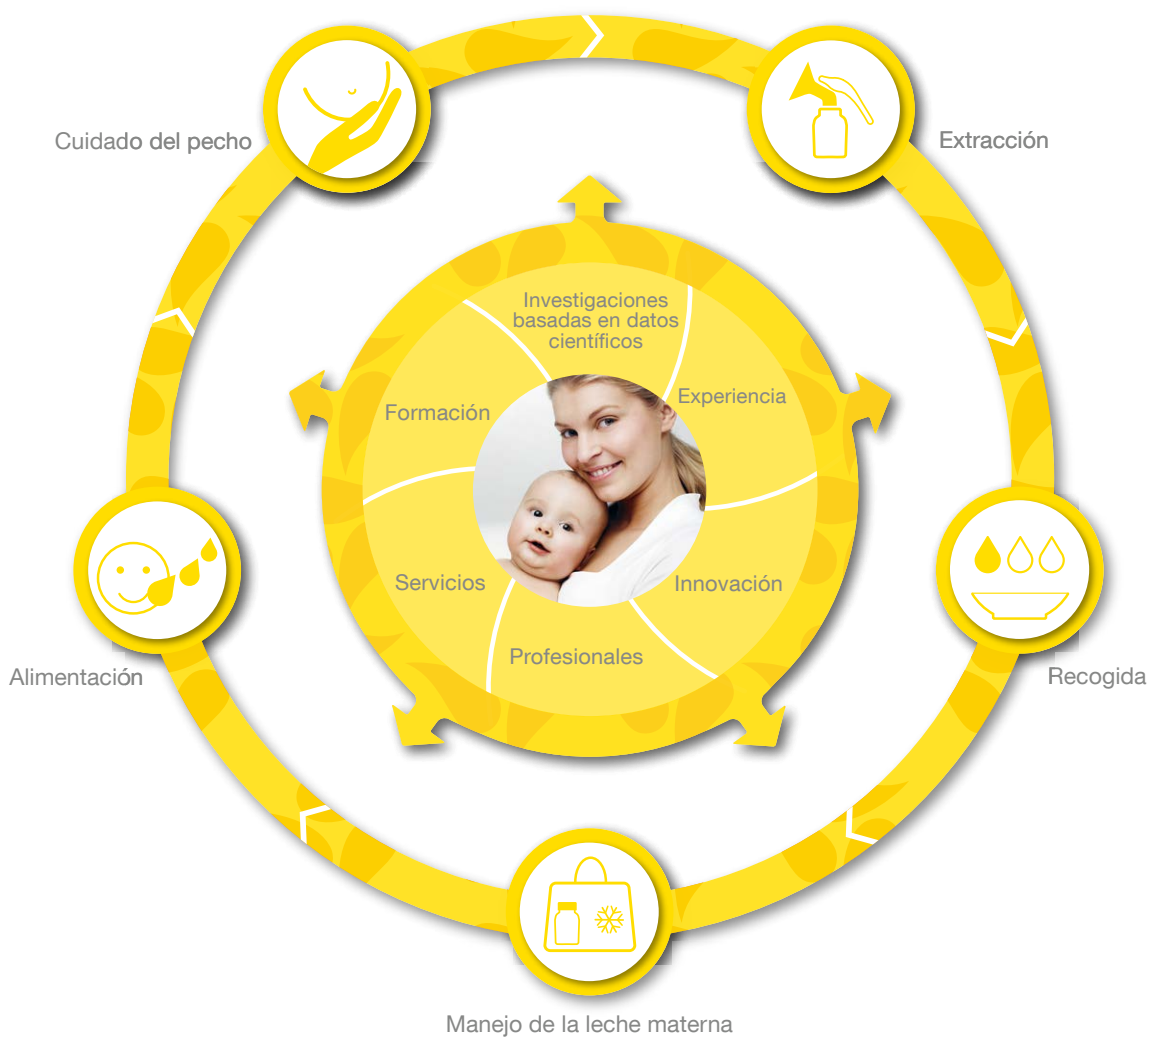 Cuidado del pecho
Extracción
Investigaciones
basadas en datos
científicos
Formación
Experiencia
Servicios
Innovación
Profesionales
Alimentación
Recogida
Manejo de la leche materna